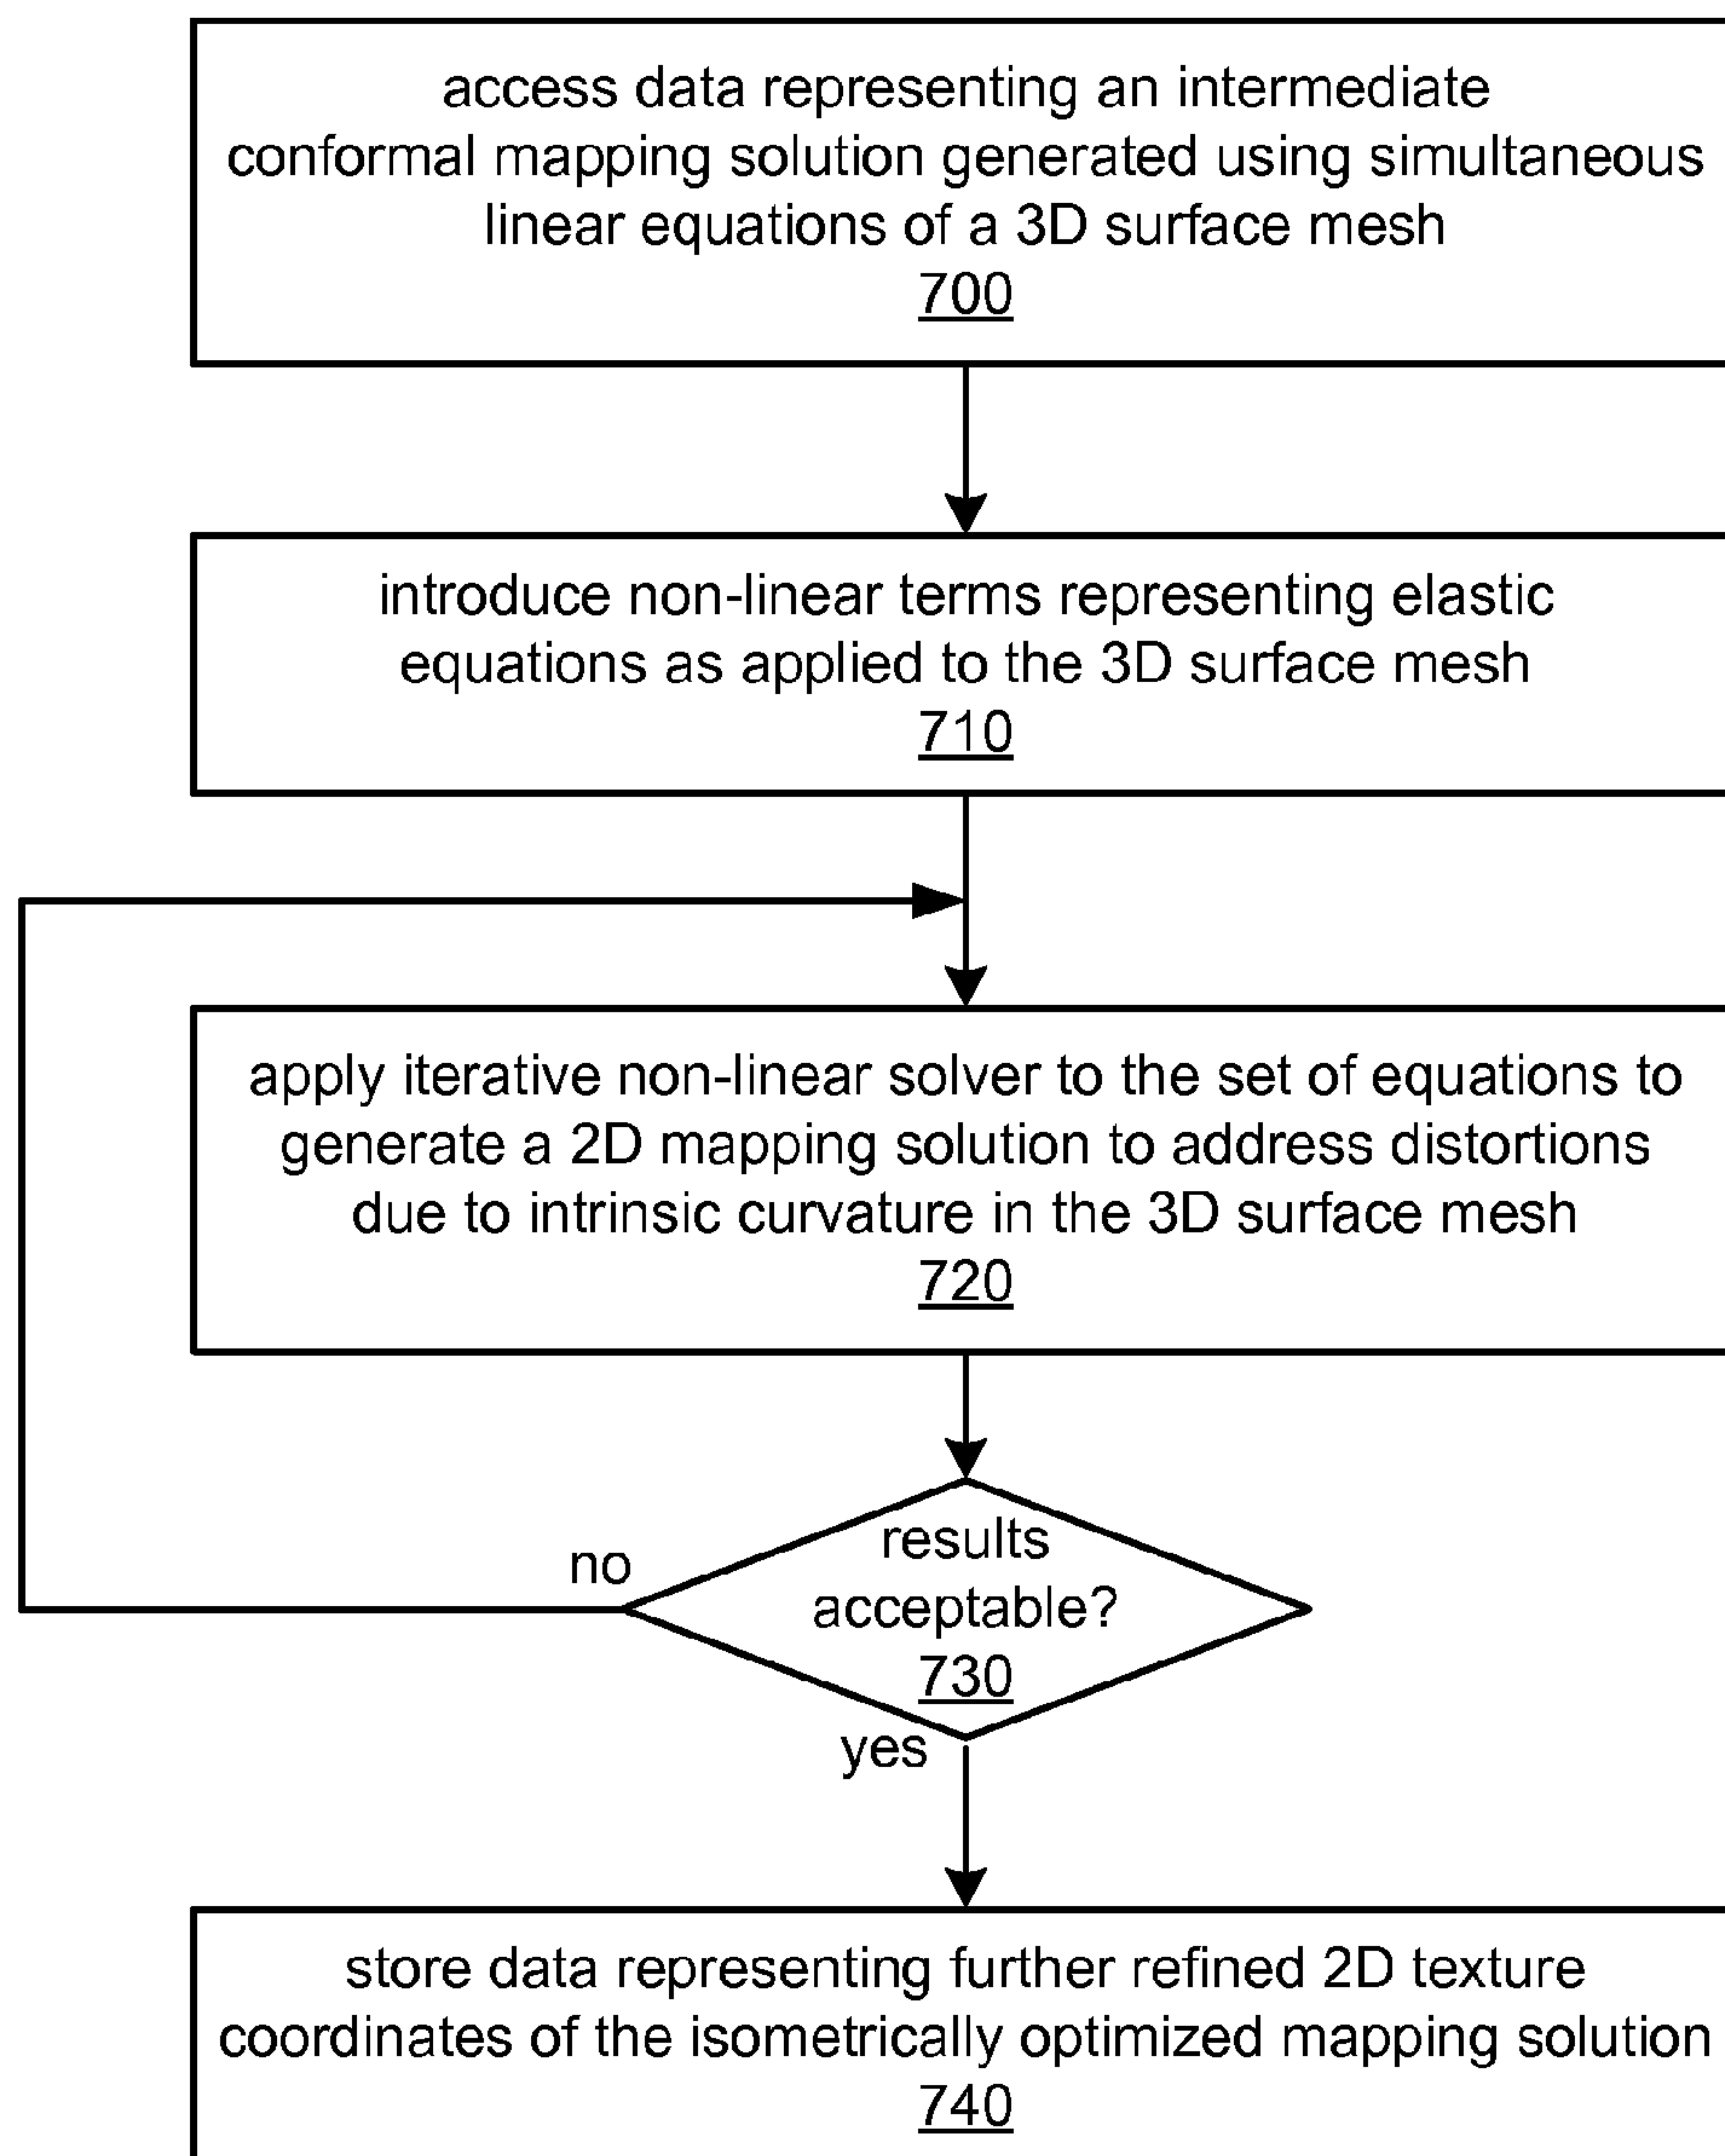 access data representing an intermediate
conformal mapping solution generated using simultaneous
linear equations of a 3D surface mesh
700
introduce non-linear terms representing elastic
equations as applied to the 3D surface mesh
710
apply iterative non-linear solver to the set of equations to
generate a 2D mapping solution to address distortions
due to intrinsic curvature in the 3D surface mesh
720
no
results
acceptable?
730
yes
store data representing further refined 2D texture
coordinates of the isometrically optimized mapping solution
740